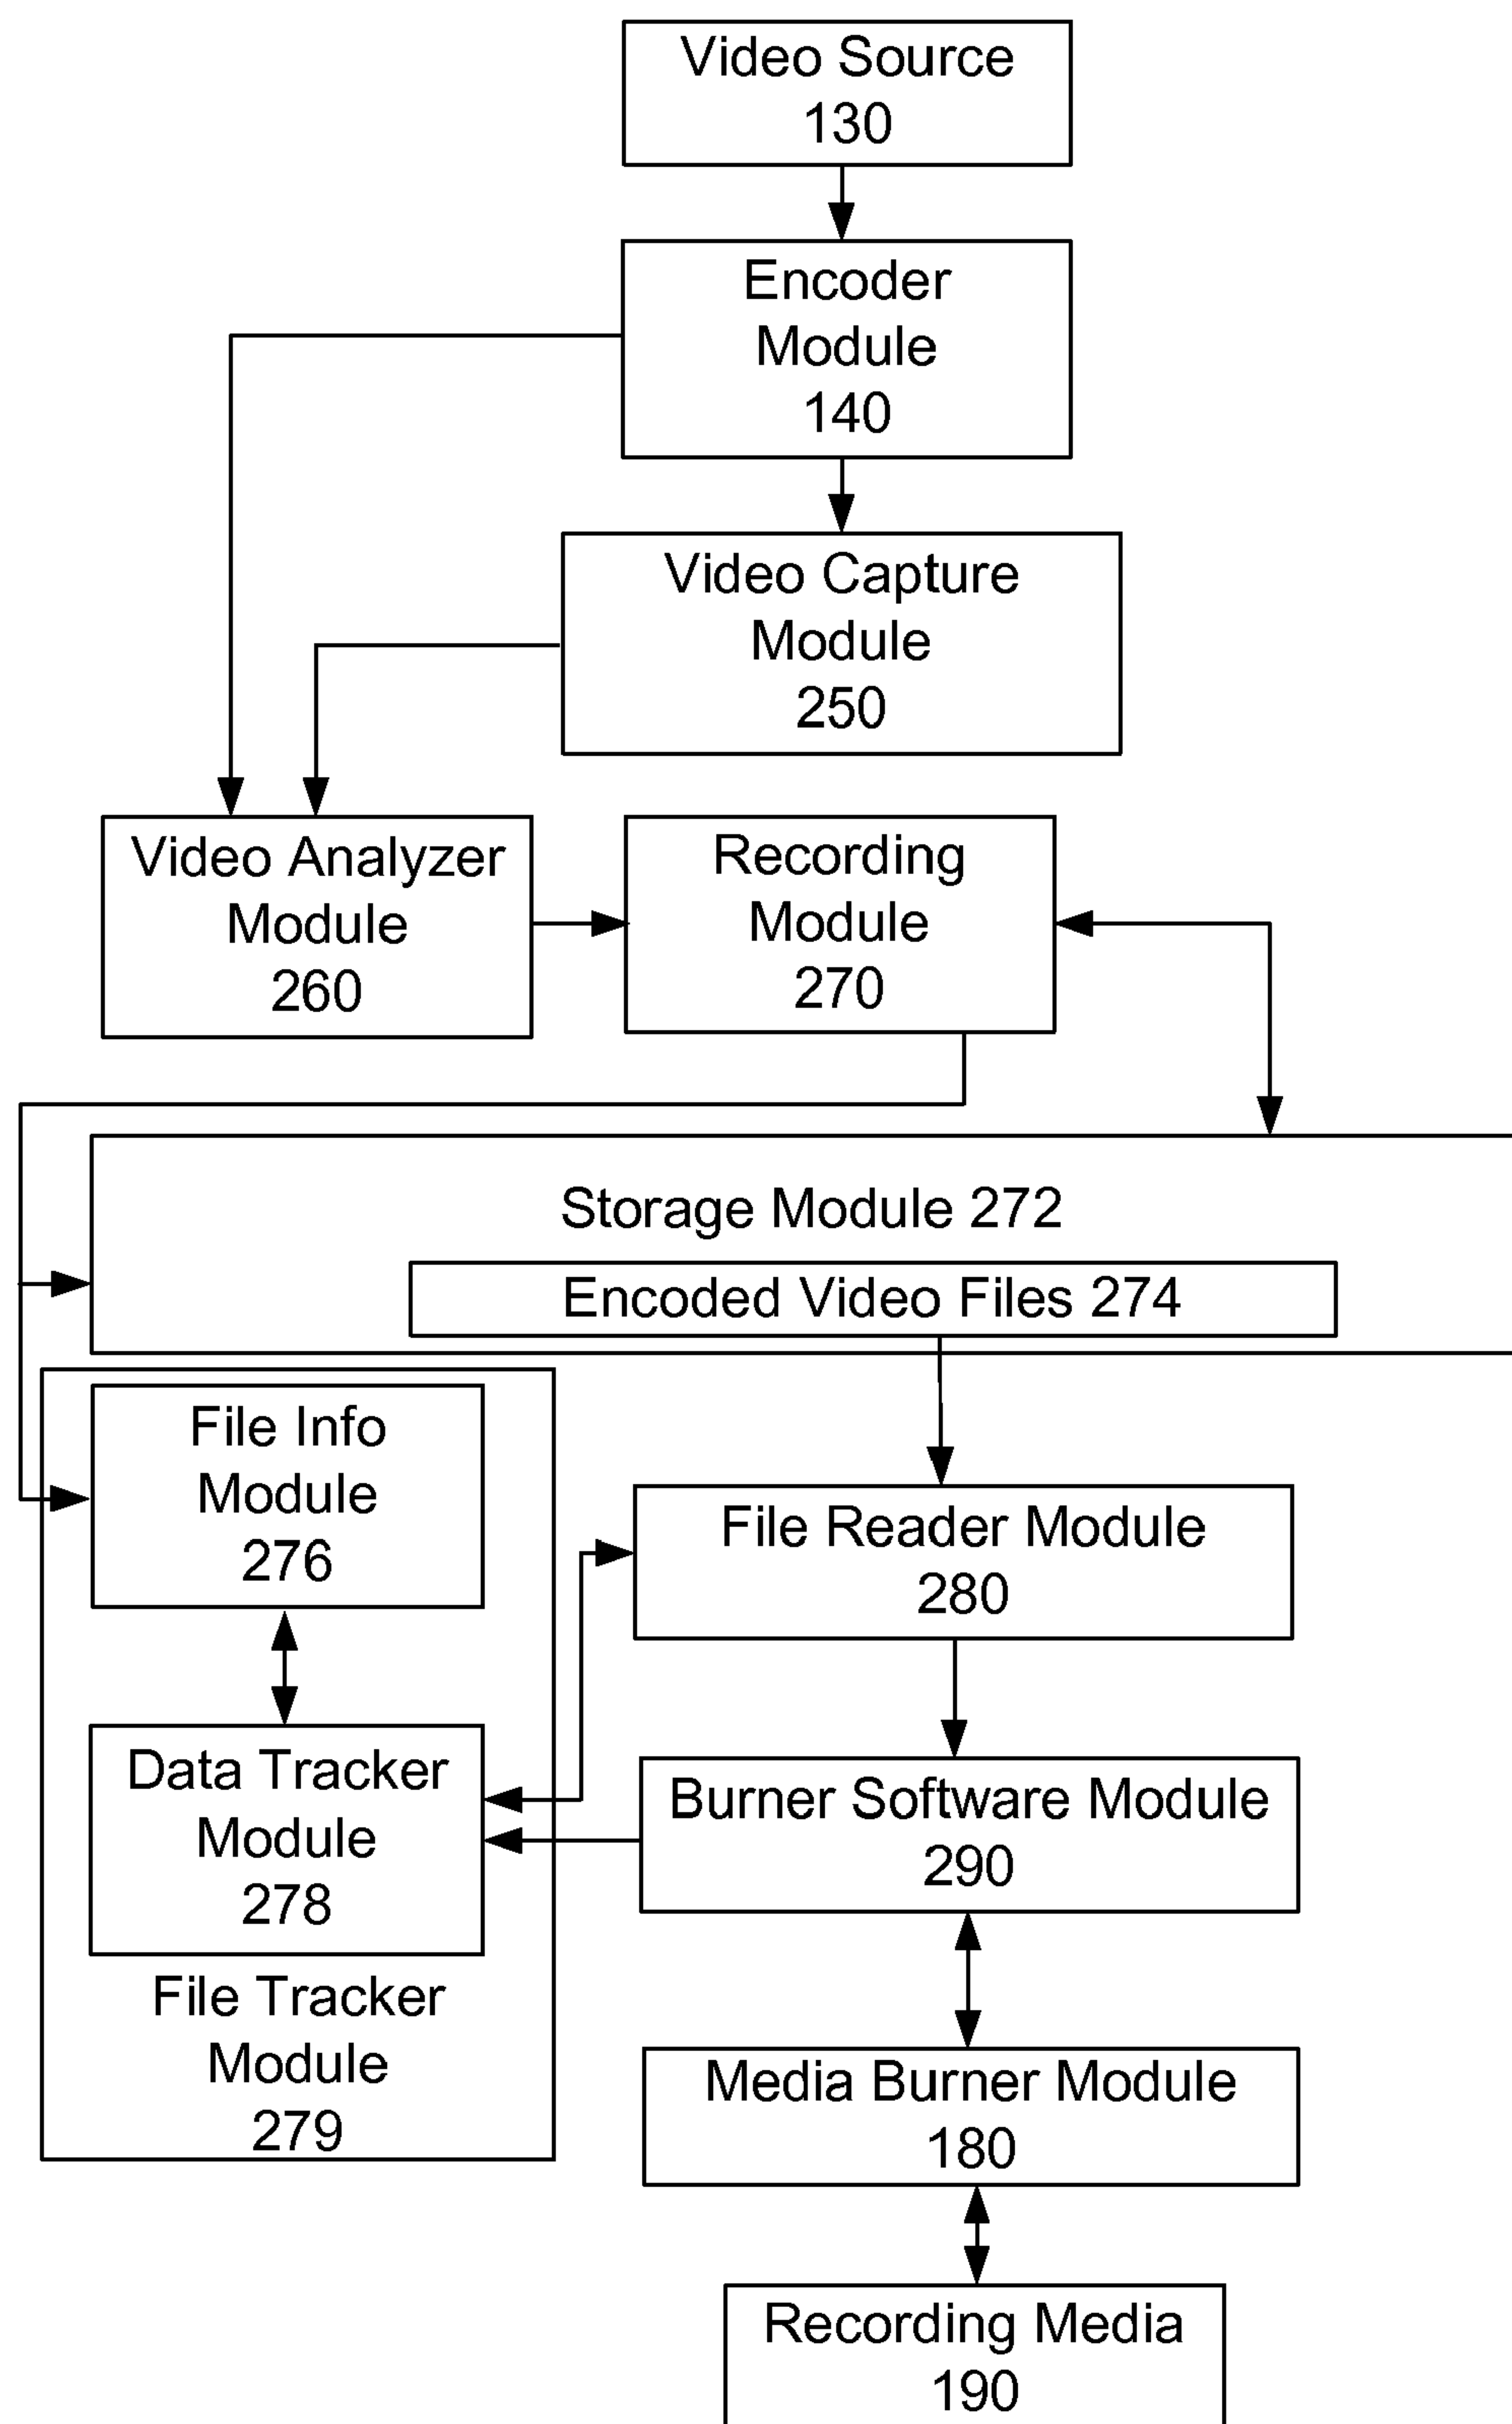 Video Source
130
Encoder
Module
140
Video Capture
Module
250
Video Analyzer
Module
260
Recording
Module
270
Storage Module 272
Encoded Video Files 274
File Info
Module
276
File Reader Module
280
Data Tracker
Module
278
Burner Software Module
290
File Tracker
Module
279
Media Burner Module
180
Recording Media
190